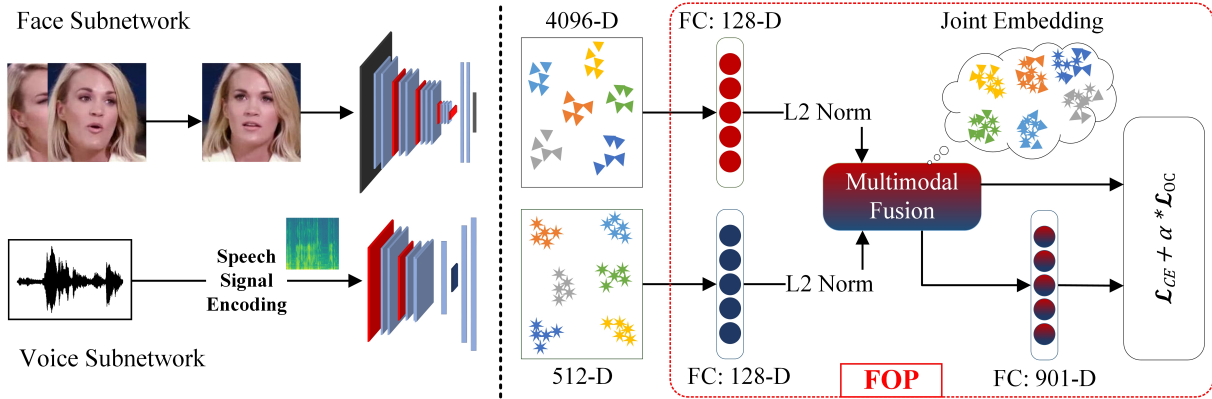 Face Subnetwork
4096-D
FC: 128-D
Joint Embedding
L2 Norm
Multimodal
Fusion
Speech
Signal
Encoding
L2 Norm
ℒCE + α * ℒOC
Voice Subnetwork
512-D
FC: 128-D
FOP
FC: 901-D